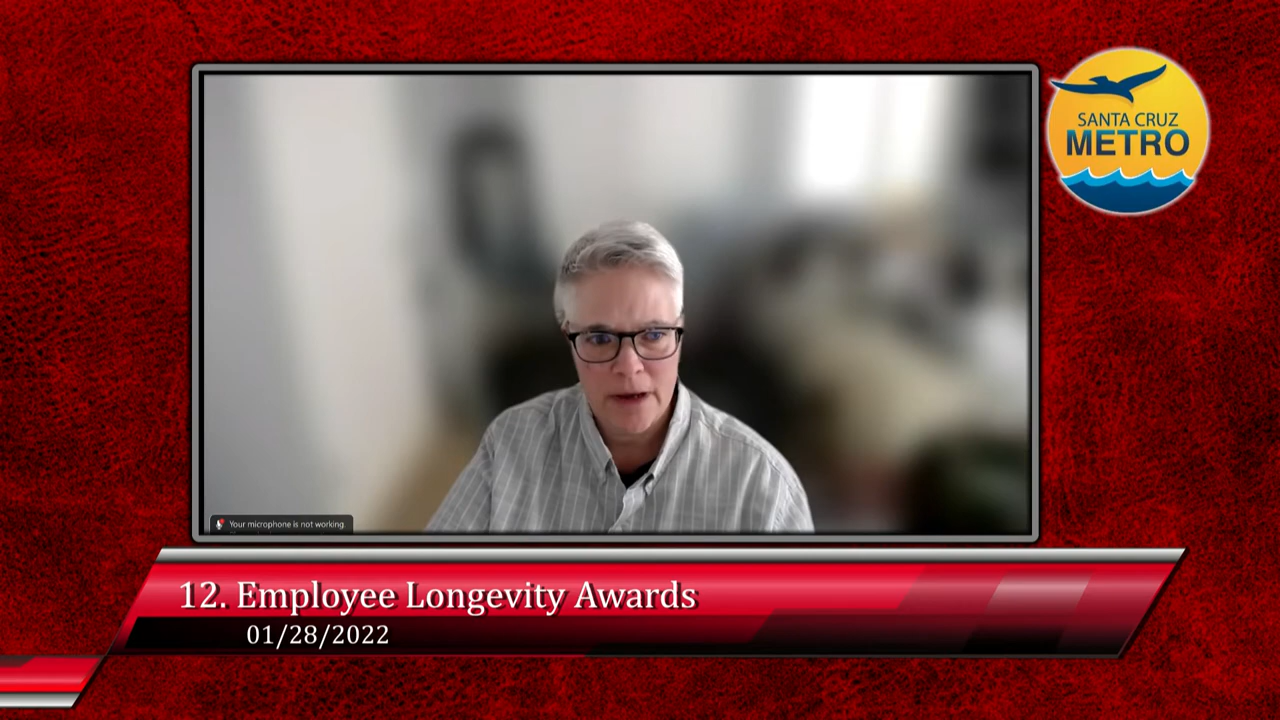 SANTA CRUZ
METRO
Your microphone is not working.
12. Employee Longevity Awards
01/28/2022